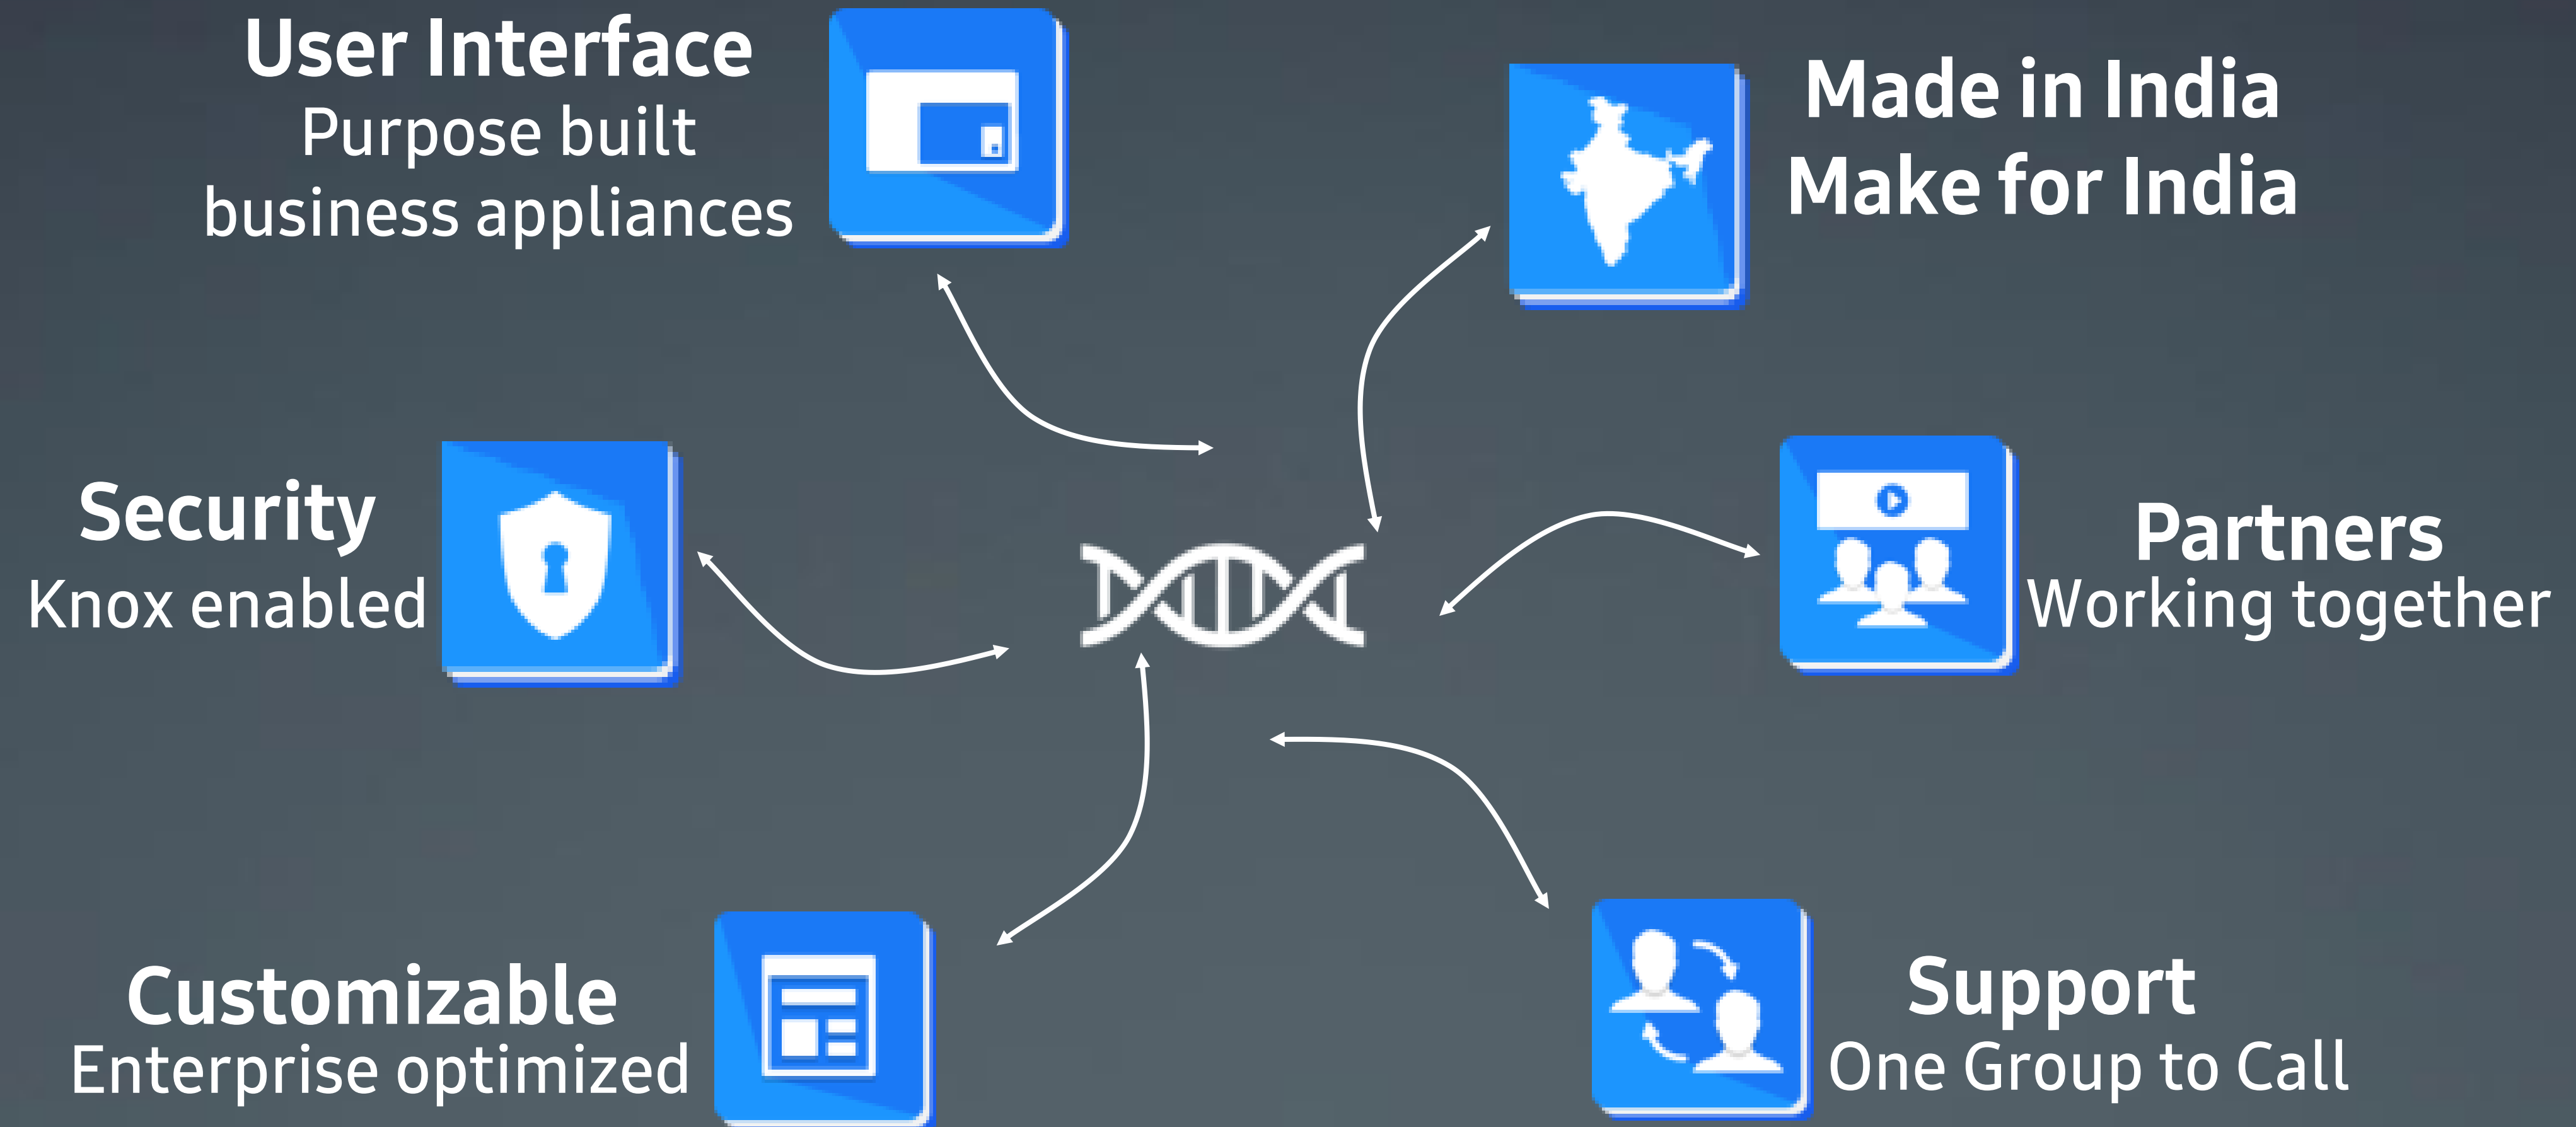 User Interface
Purpose built
business appliances
Made in India
Make for India
Security
Knox enabled
Partners
Working together
Customizable
Enterprise optimized
Support
One Group to Call